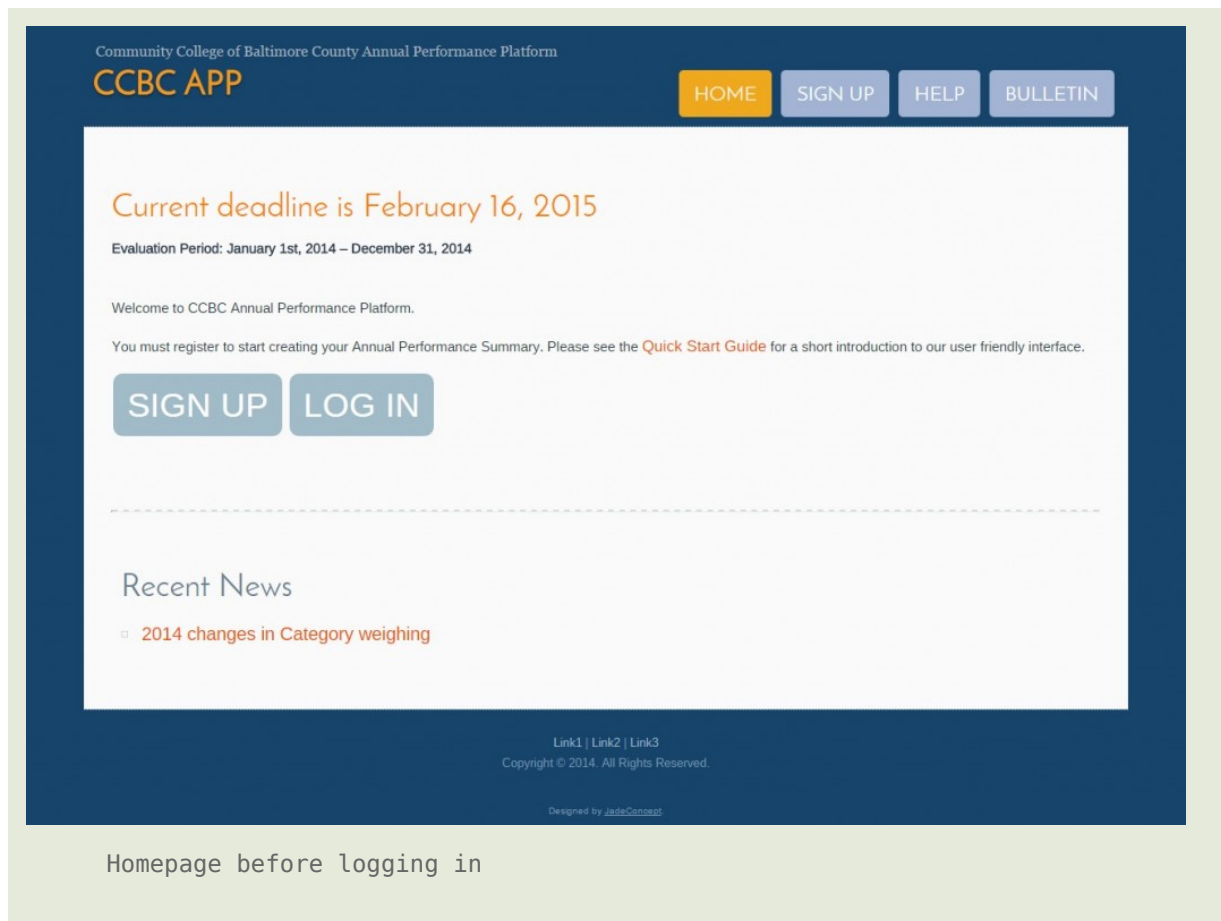 Community College of Baltimore County Annual Performance Platform
CCBC APP
HOME
SIGN UP
HELP
BULLETIN
Current deadline is February 16, 2015
Evaluation Period: January 1st, 2014 – December 31, 2014
Welcome to CCBC Annual Performance Platform.
You must register to start creating your Annual Performance Summary. Please see the Quick Start Guide for a short introduction to our user friendly interface.
SIGN UP
LOG IN
Recent News
2014 changes in Category weighing
Link1 | Link2 | Link3
Copyright © 2014. All Rights Reserved.
Designed by JadeConcept.
Homepage before logging in